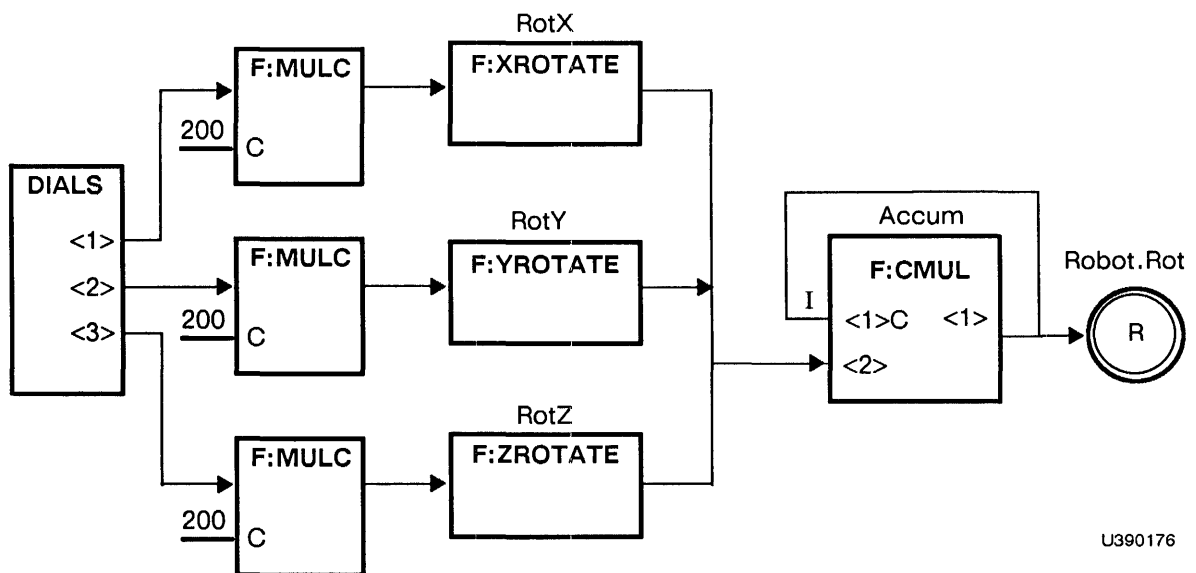 RotX
F:MULC
F:XROTATE
200
C
DIALS
<1>
<2>
<3>
RotY
F:MULC
F:YROTATE
200
C
RotZ
F:MULC
F:ZROTATE
200
C
Accum
F:CMUL
I
<1>C <1>
<2>
Robot.Rot
R
U390176